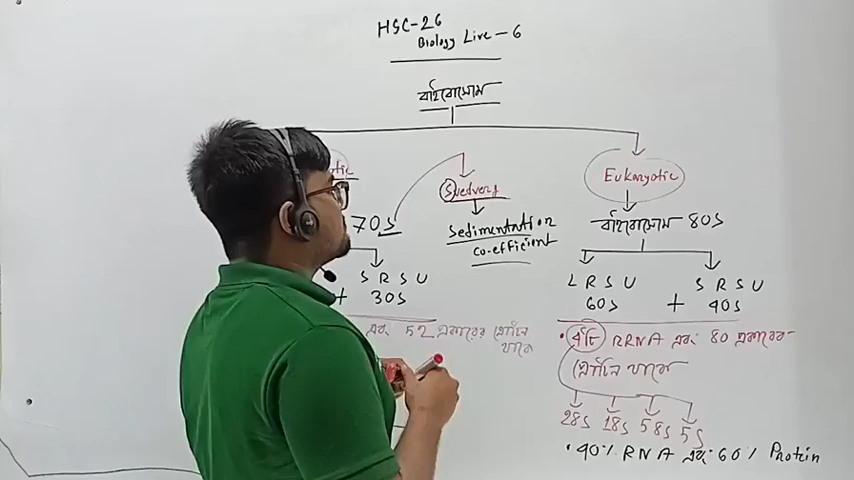 HSC-26
Biology Live - 6
রাইবোসোম
otic
Eukaryotic
70S
Svedverg
Sedimentation
co-efficient
রাইবোসোম 80S
S R S U
+ 30S
L R S U
60S
+
S R S U
40S
এবং 52 প্রকারের প্রোটিন
থাকে
• ৪টি RRNA এবং 80 প্রকারের
প্রোটিন থাকে
28S 18S 5 8S 5S
• 40% RNA এবং 60% Protein